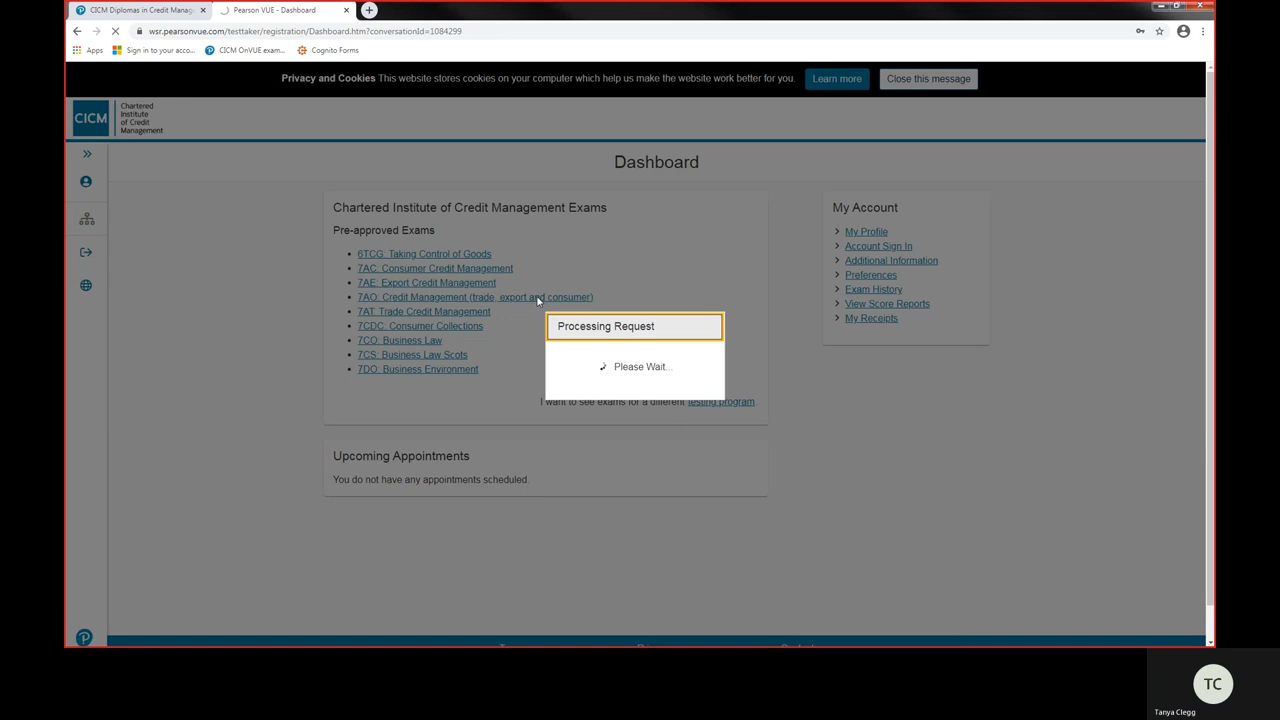 CICM Diplomas in Credit Manag
Pearson VUE - Dashboard
wsr.pearsonvue.com/testtaker/registration/Dashboard.htm?conversationId=1084299
Apps
Sign in to your acco...
CICM OnVUE exam...
Cognito Forms
Privacy and Cookies This website stores cookies on your computer which help us make the website work better for you.
Learn more
Close this message
CICM
Chartered
Institute
of Credit
Management
Dashboard
Chartered Institute of Credit Management Exams
Pre-approved Exams
6TCG: Taking Control of Goods
7AC: Consumer Credit Management
7AE: Export Credit Management
7AO: Credit Management (trade, export and consumer)
7AT: Trade Credit Management
7CDC: Consumer Collections
7CO: Business Law
7CS: Business Law Scots
7DO: Business Environment
I want to see exams for a different testing program
Processing Request
Please Wait...
Upcoming Appointments
You do not have any appointments scheduled.
My Account
My Profile
Account Sign In
Additional Information
Preferences
Exam History
View Score Reports
My Receipts
TC
Tanya Clegg